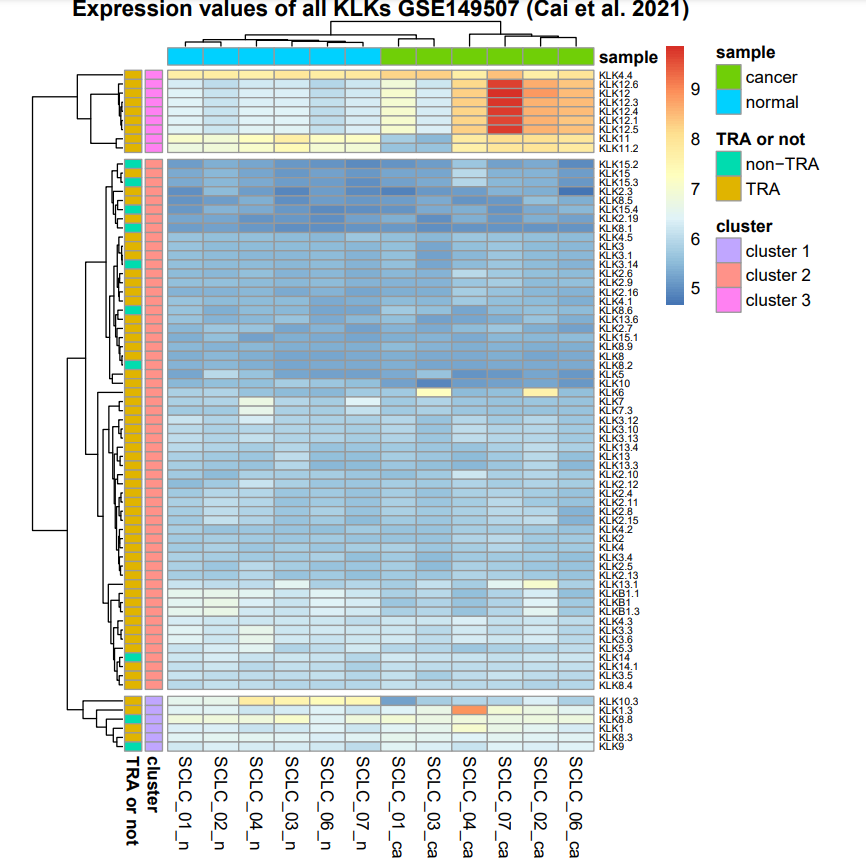 Expression values of all KLKs GSE149507 (Cai et al. 2021)
sample
KLK4.4
KLK12.6
KLK12
KLK12.3
KLK12.4
KLK12.1
KLK12.5
KLK11
KLK11.2
KLK15.2
KLK15
KLK15.3
KLK2.3
KLK8.5
KLK15.4
KLK2.19
KLK8.1
KLK4.5
KLK3
KLK3.1
KLK3.14
KLK2.6
KLK2.9
KLK2.16
KLK4.1
KLK8.6
KLK13.6
KLK2.7
KLK15.1
KLK8.9
KLK8
KLK8.2
KLK5
KLK10
KLK6
KLK7
KLK7.3
KLK3.12
KLK3.10
KLK3.13
KLK13.4
KLK13
KLK13.3
KLK2.10
KLK2.12
KLK2.4
KLK2.11
KLK2.8
KLK2.15
KLK4.2
KLK2
KLK4
KLK3.4
KLK2.5
KLK2.13
KLK13.1
KLKB1.1
KLKB1
KLKB1.3
KLK4.3
KLK3.3
KLK3.6
KLK5.3
KLK14
KLK14.1
KLK3.5
KLK8.4
KLK10.3
KLK1.3
KLK8.8
KLK1
KLK8.3
KLK9
TRA or not
cluster
SCLC_01_n
SCLC_02_n
SCLC_04_n
SCLC_03_n
SCLC_06_n
SCLC_07_n
SCLC_01_ca
SCLC_03_ca
SCLC_04_ca
SCLC_07_ca
SCLC_02_ca
SCLC_06_ca
9
8
7
6
5
sample
cancer
normal
TRA or not
non−TRA
TRA
cluster
cluster 1
cluster 2
cluster 3